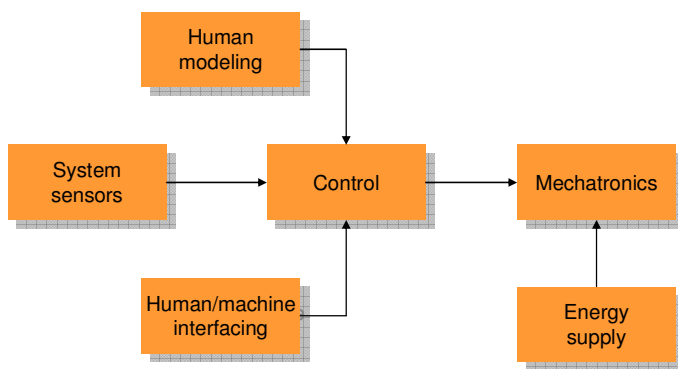 Human
modeling
System
sensors
Control
Mechatronics
Human/machine
interfacing
Energy
supply